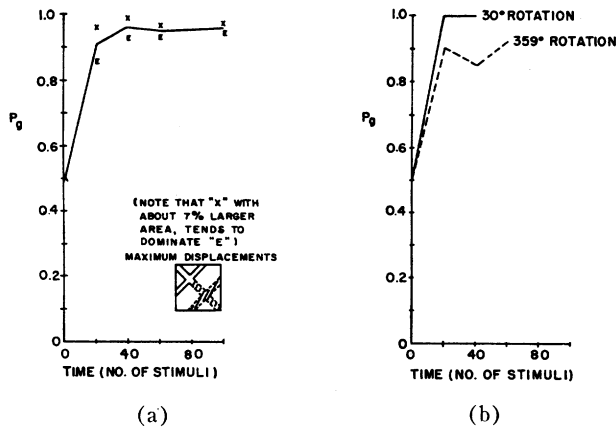 1.0
0.8
Pg
0.6
0.4
0.2
0
x
E
x
E
x
E
x
E
(NOTE THAT "X" WITH
ABOUT 7% LARGER
AREA, TENDS TO
DOMINATE "E")
MAXIMUM DISPLACEMENTS
0 40 80
TIME (NO. OF STIMULI)
(a)
1.0
0.8
Pg
0.6
0.4
0.2
0
30° ROTATION
359° ROTATION
0 40 80
TIME (NO. OF STIMULI)
(b)